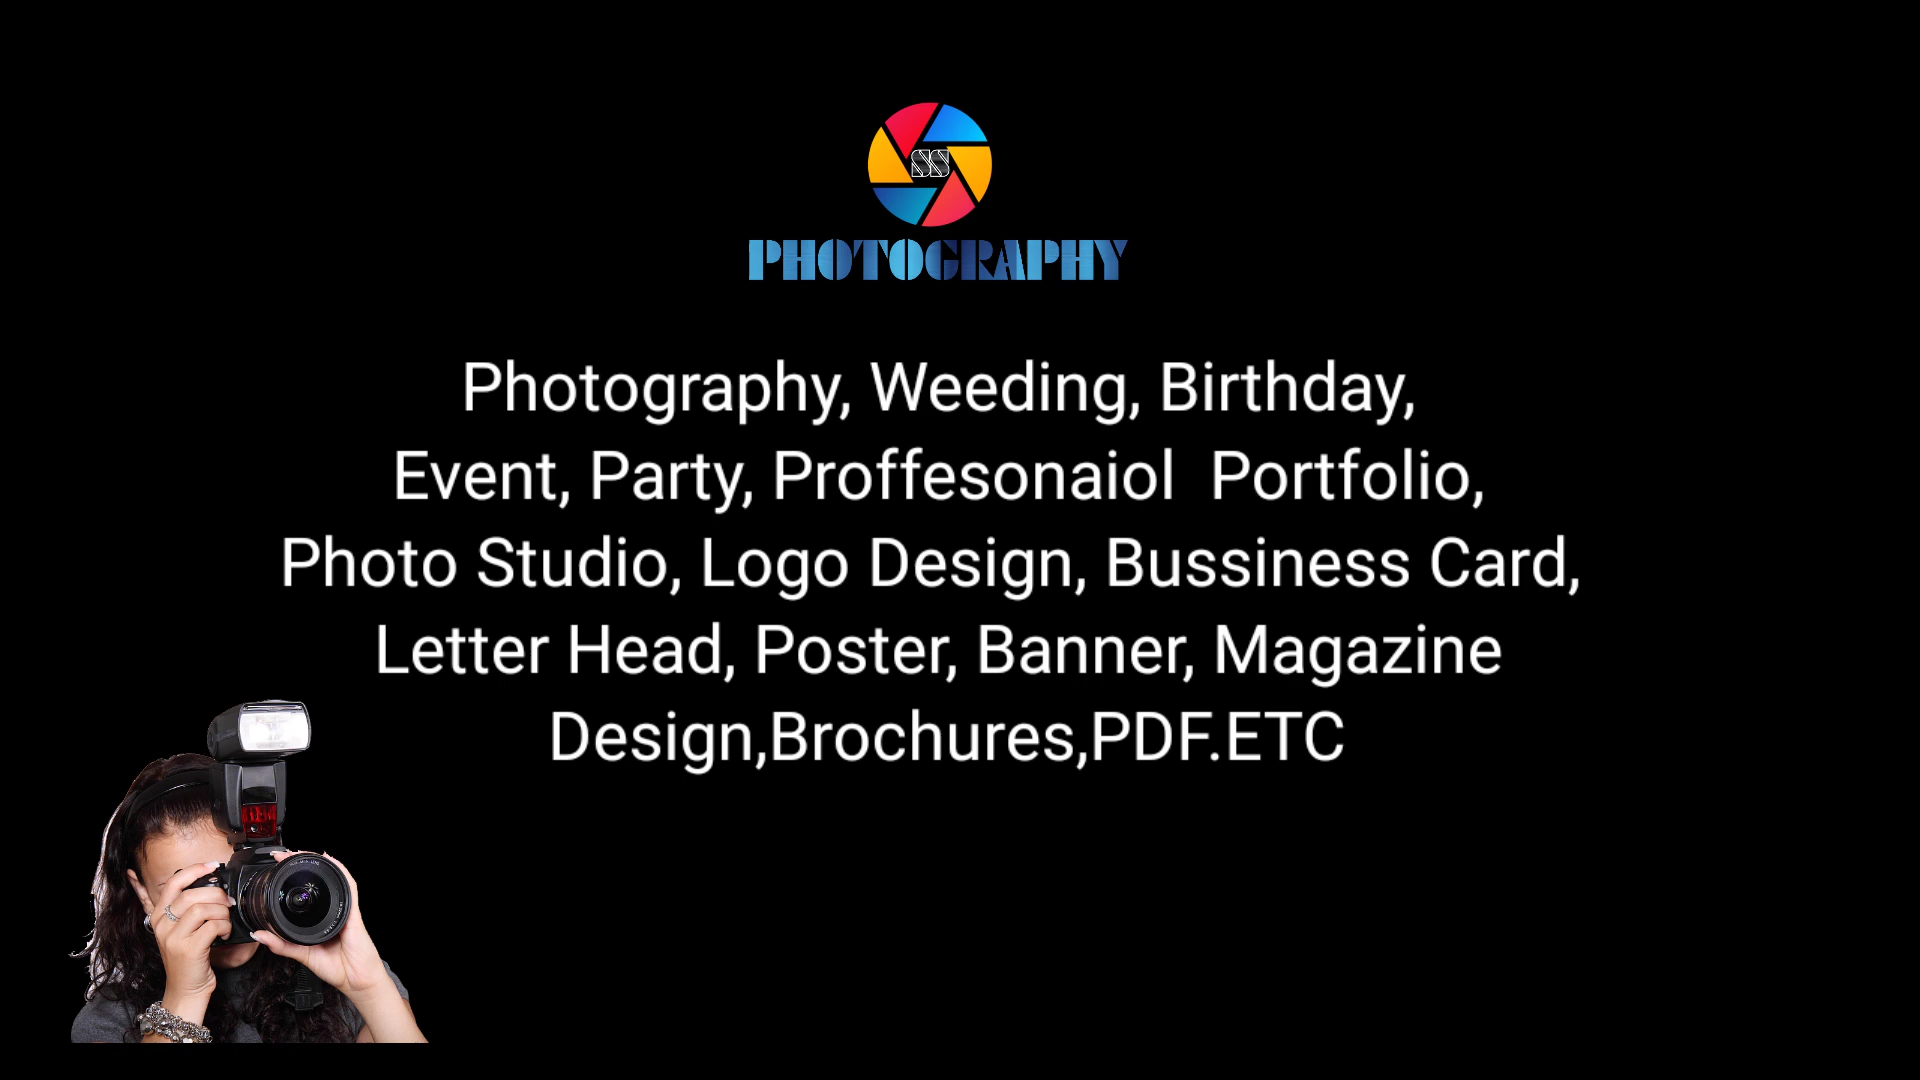 SS
PHOTOGRAPHY
Photography, Weeding, Birthday,
Event, Party, Proffesonaiol  Portfolio,
Photo Studio, Logo Design, Bussiness Card,
Letter Head, Poster, Banner, Magazine
Design,Brochures,PDF.ETC